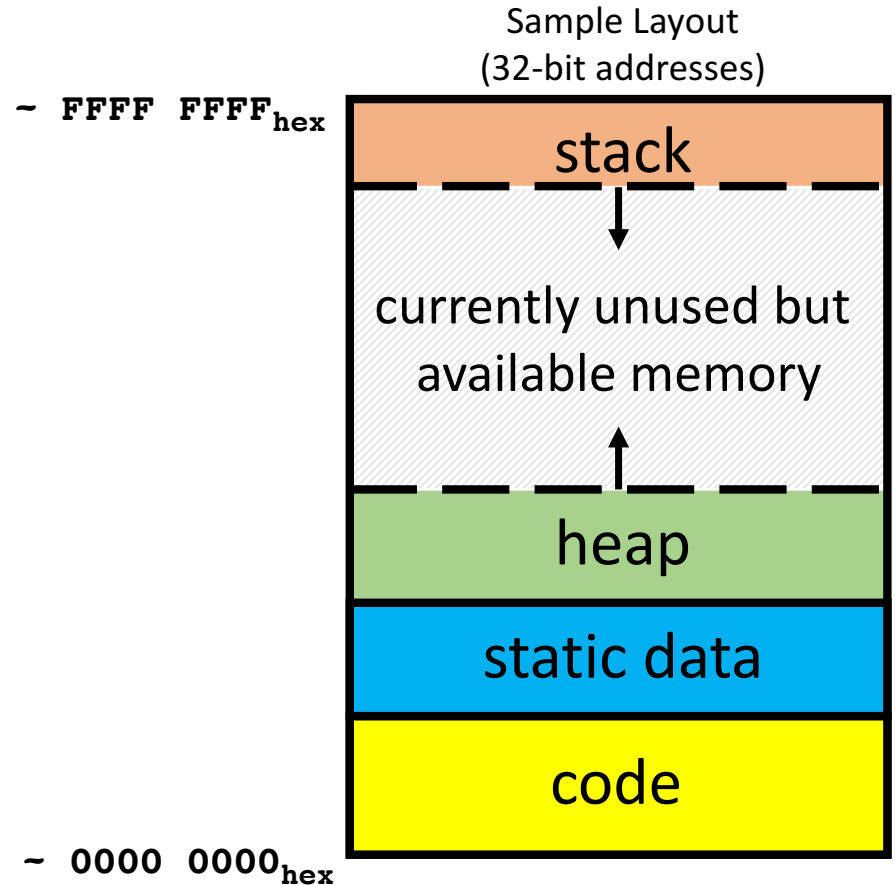 Sample Layout
(32-bit addresses)
~ FFFF FFFFhex
stack
currently unused but
available memory
heap
static data
code
~ 0000 0000hex